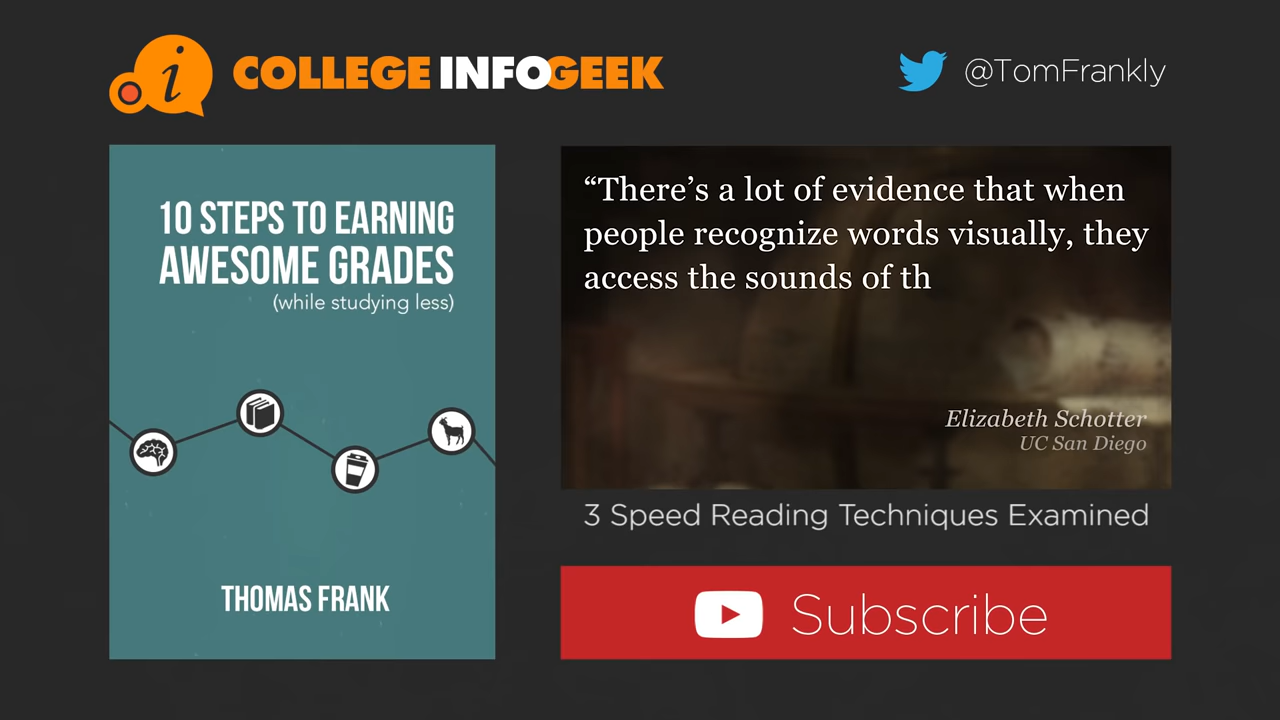 i COLLEGE INFOGEEK
@TomFrankly
10 STEPS TO EARNING
AWESOME GRADES
(while studying less)
THOMAS FRANK
“There’s a lot of evidence that when
people recognize words visually, they
access the sounds of th
Elizabeth Schotter
UC San Diego
3 Speed Reading Techniques Examined
Subscribe